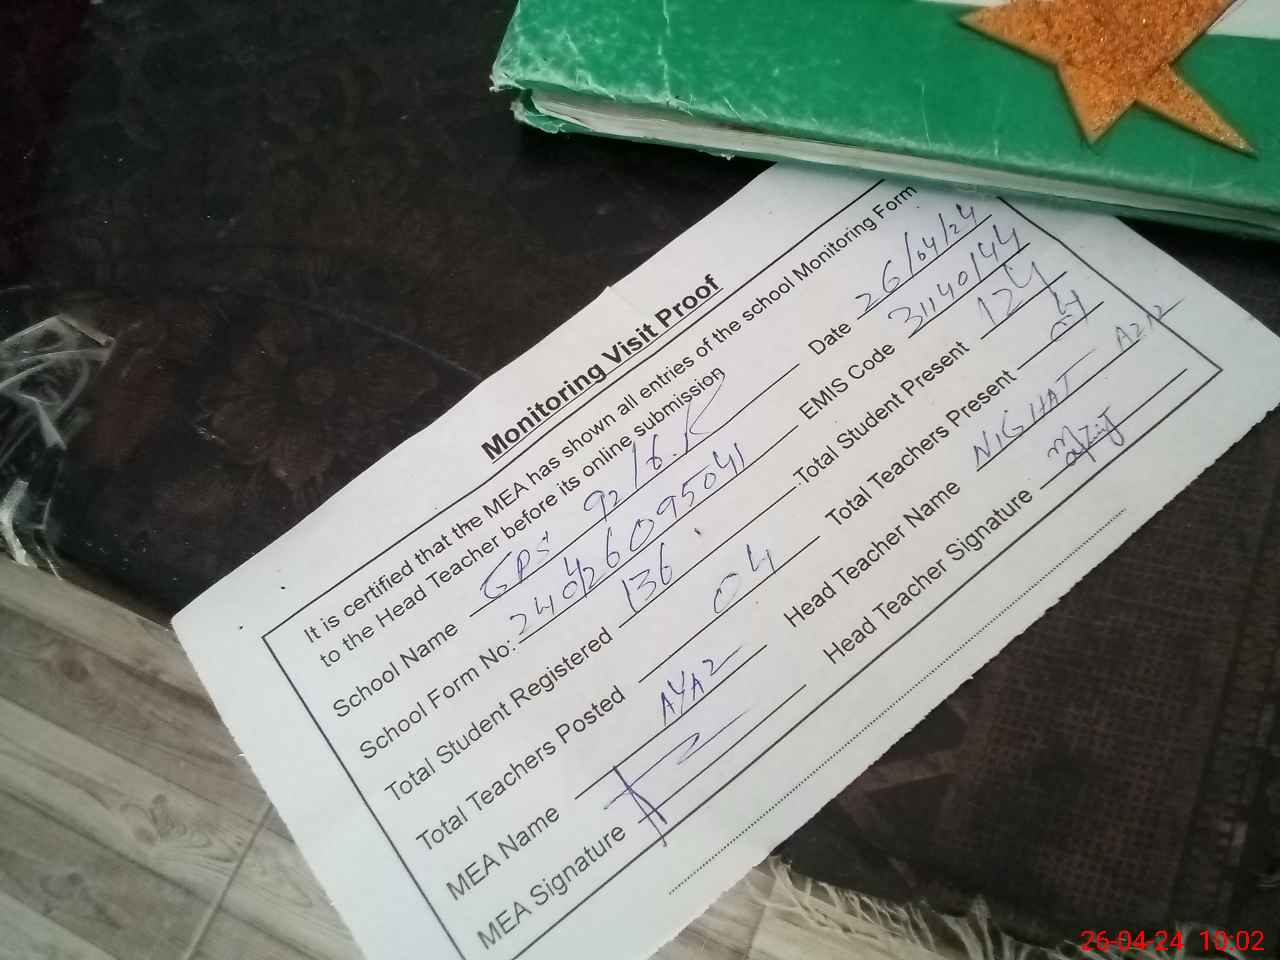 Monitoring Visit Proof
It is certified that the MEA has shown all entries of the school Monitoring Form
to the Head Teacher before its online submission
School Name GPS 92/6.R Date 26/04/24
School Form No: 24042609504 EMIS Code 31140144
Total Student Registered 136 Total Student Present 124
Total Teachers Posted 04 Total Teachers Present 04
MEA Name AYAZ Head Teacher Name NIGHAT AZIZ
MEA Signature Head Teacher Signature
26-04-24 10:02